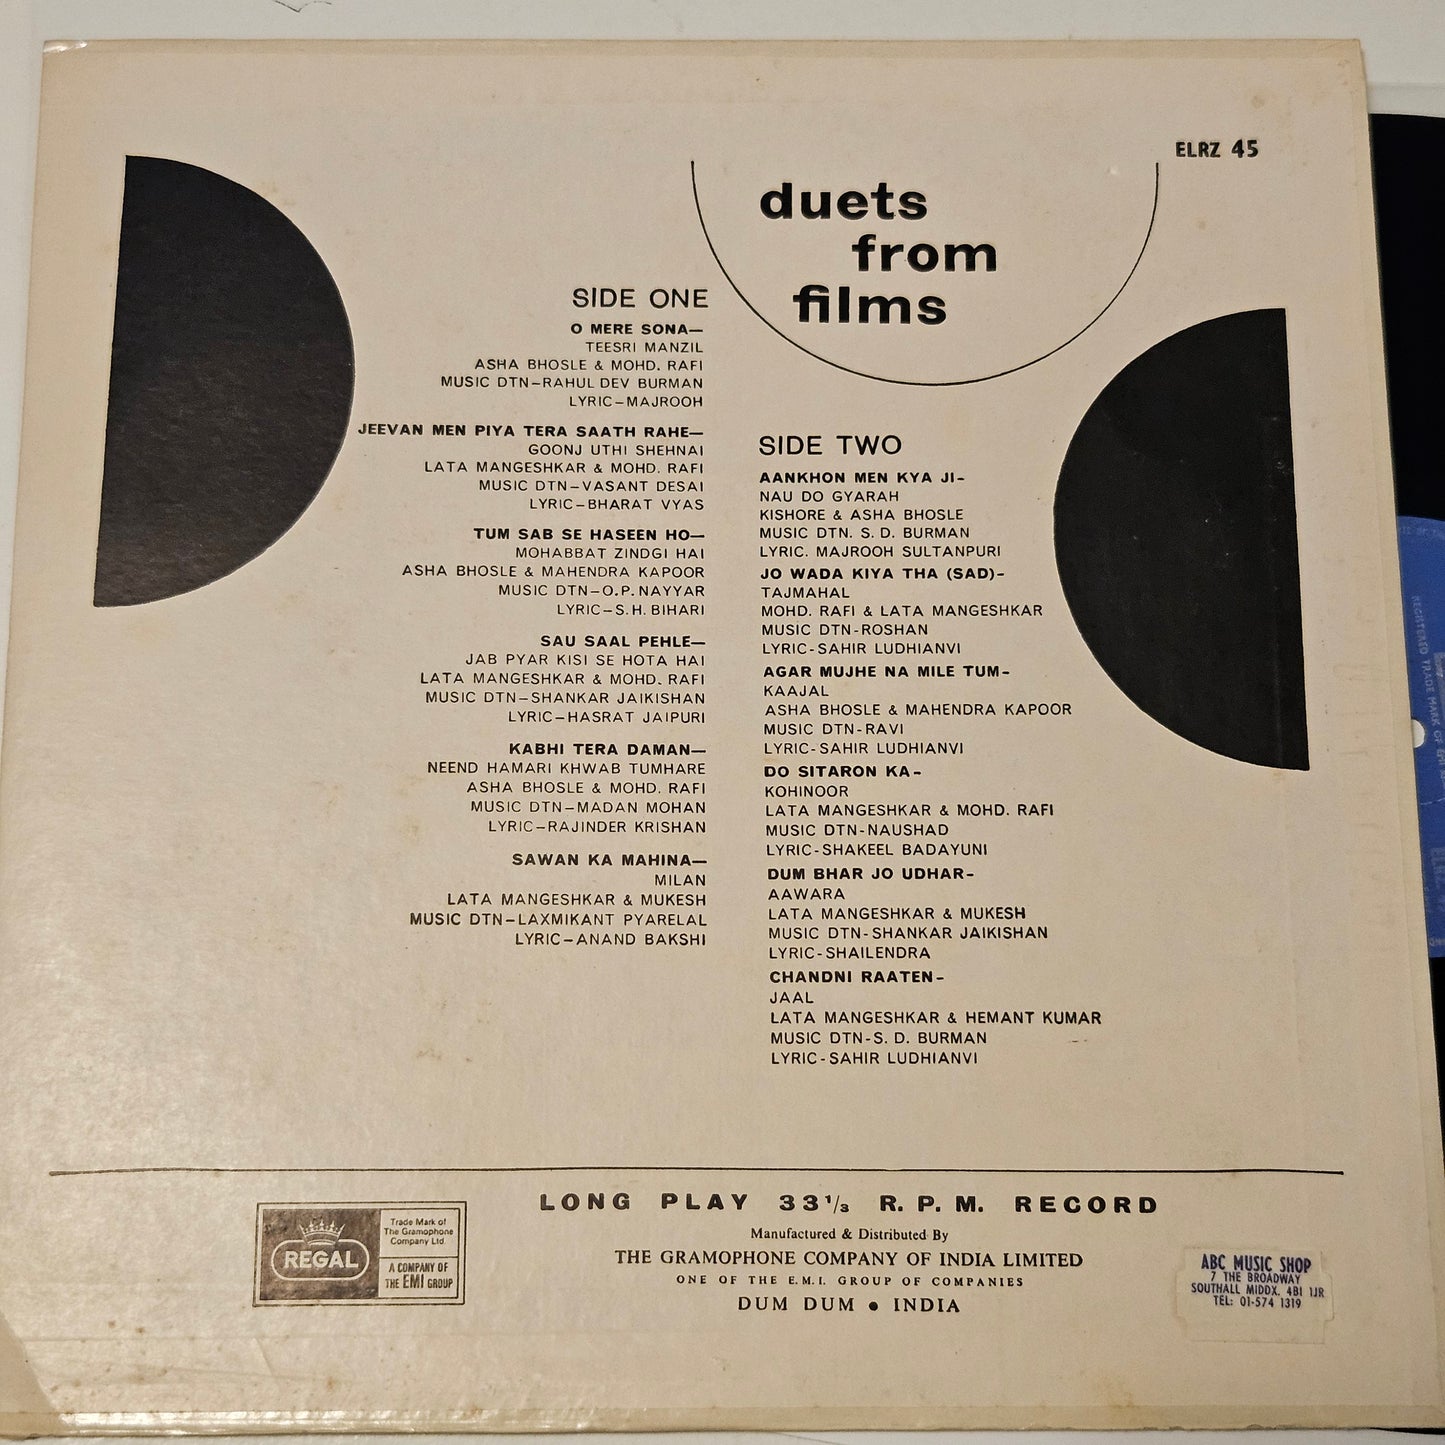 ELRZ 45
duets
from
films
SIDE ONE
O MERE SONA—
TEESRI MANZIL
ASHA BHOSLE & MOHD. RAFI
MUSIC DTN–RAHUL DEV BURMAN
LYRIC–MAJROOH
JEEVAN MEN PIYA TERA SAATH RAHE—
GOONJ UTHI SHEHNAI
LATA MANGESHKAR & MOHD. RAFI
MUSIC DTN–VASANT DESAI
LYRIC–BHARAT VYAS
TUM SAB SE HASEEN HO—
MOHABBAT ZINDGI HAI
ASHA BHOSLE & MAHENDRA KAPOOR
MUSIC DTN–O.P. NAYYAR
LYRIC–S.H. BIHARI
SAU SAAL PEHLE—
JAB PYAR KISI SE HOTA HAI
LATA MANGESHKAR & MOHD. RAFI
MUSIC DTN–SHANKAR JAIKISHAN
LYRIC–HASRAT JAIPURI
KABHI TERA DAMAN—
NEEND HAMARI KHWAB TUMHARE
ASHA BHOSLE & MOHD. RAFI
MUSIC DTN–MADAN MOHAN
LYRIC–RAJINDER KRISHAN
SAWAN KA MAHINA—
MILAN
LATA MANGESHKAR & MUKESH
MUSIC DTN–LAXMIKANT PYARELAL
LYRIC–ANAND BAKSHI
SIDE TWO
AANKHON MEN KYA JI-
NAU DO GYARAH
KISHORE & ASHA BHOSLE
MUSIC DTN. S. D. BURMAN
LYRIC. MAJROOH SULTANPURI
JO WADA KIYA THA (SAD)-
TAJMAHAL
MOHD. RAFI & LATA MANGESHKAR
MUSIC DTN-ROSHAN
LYRIC-SAHIR LUDHIANVI
AGAR MUJHE NA MILE TUM-
KAAJAL
ASHA BHOSLE & MAHENDRA KAPOOR
MUSIC DTN-RAVI
LYRIC-SAHIR LUDHIANVI
DO SITARON KA-
KOHINOOR
LATA MANGESHKAR & MOHD. RAFI
MUSIC DTN-NAUSHAD
LYRIC-SHAKEEL BADAYUNI
DUM BHAR JO UDHAR-
AAWARA
LATA MANGESHKAR & MUKESH
MUSIC DTN-SHANKAR JAIKISHAN
LYRIC-SHAILENDRA
CHANDNI RAATEN-
JAAL
LATA MANGESHKAR & HEMANT KUMAR
MUSIC DTN-S. D. BURMAN
LYRIC-SAHIR LUDHIANVI
LONG PLAY 33⅓ R. P. M. RECORD
Manufactured & Distributed By
THE GRAMOPHONE COMPANY OF INDIA LIMITED
ONE OF THE E.M.I. GROUP OF COMPANIES
DUM DUM ● INDIA
REGAL
Trade Mark of
The Gramophone
Company Ltd.
A COMPANY OF
THE EMI GROUP
ABC MUSIC SHOP
7 THE BROADWAY
SOUTHALL MIDDX. 4B1 1JR
TEL: 01-574 1319
REGISTERED TRADE MARK OF